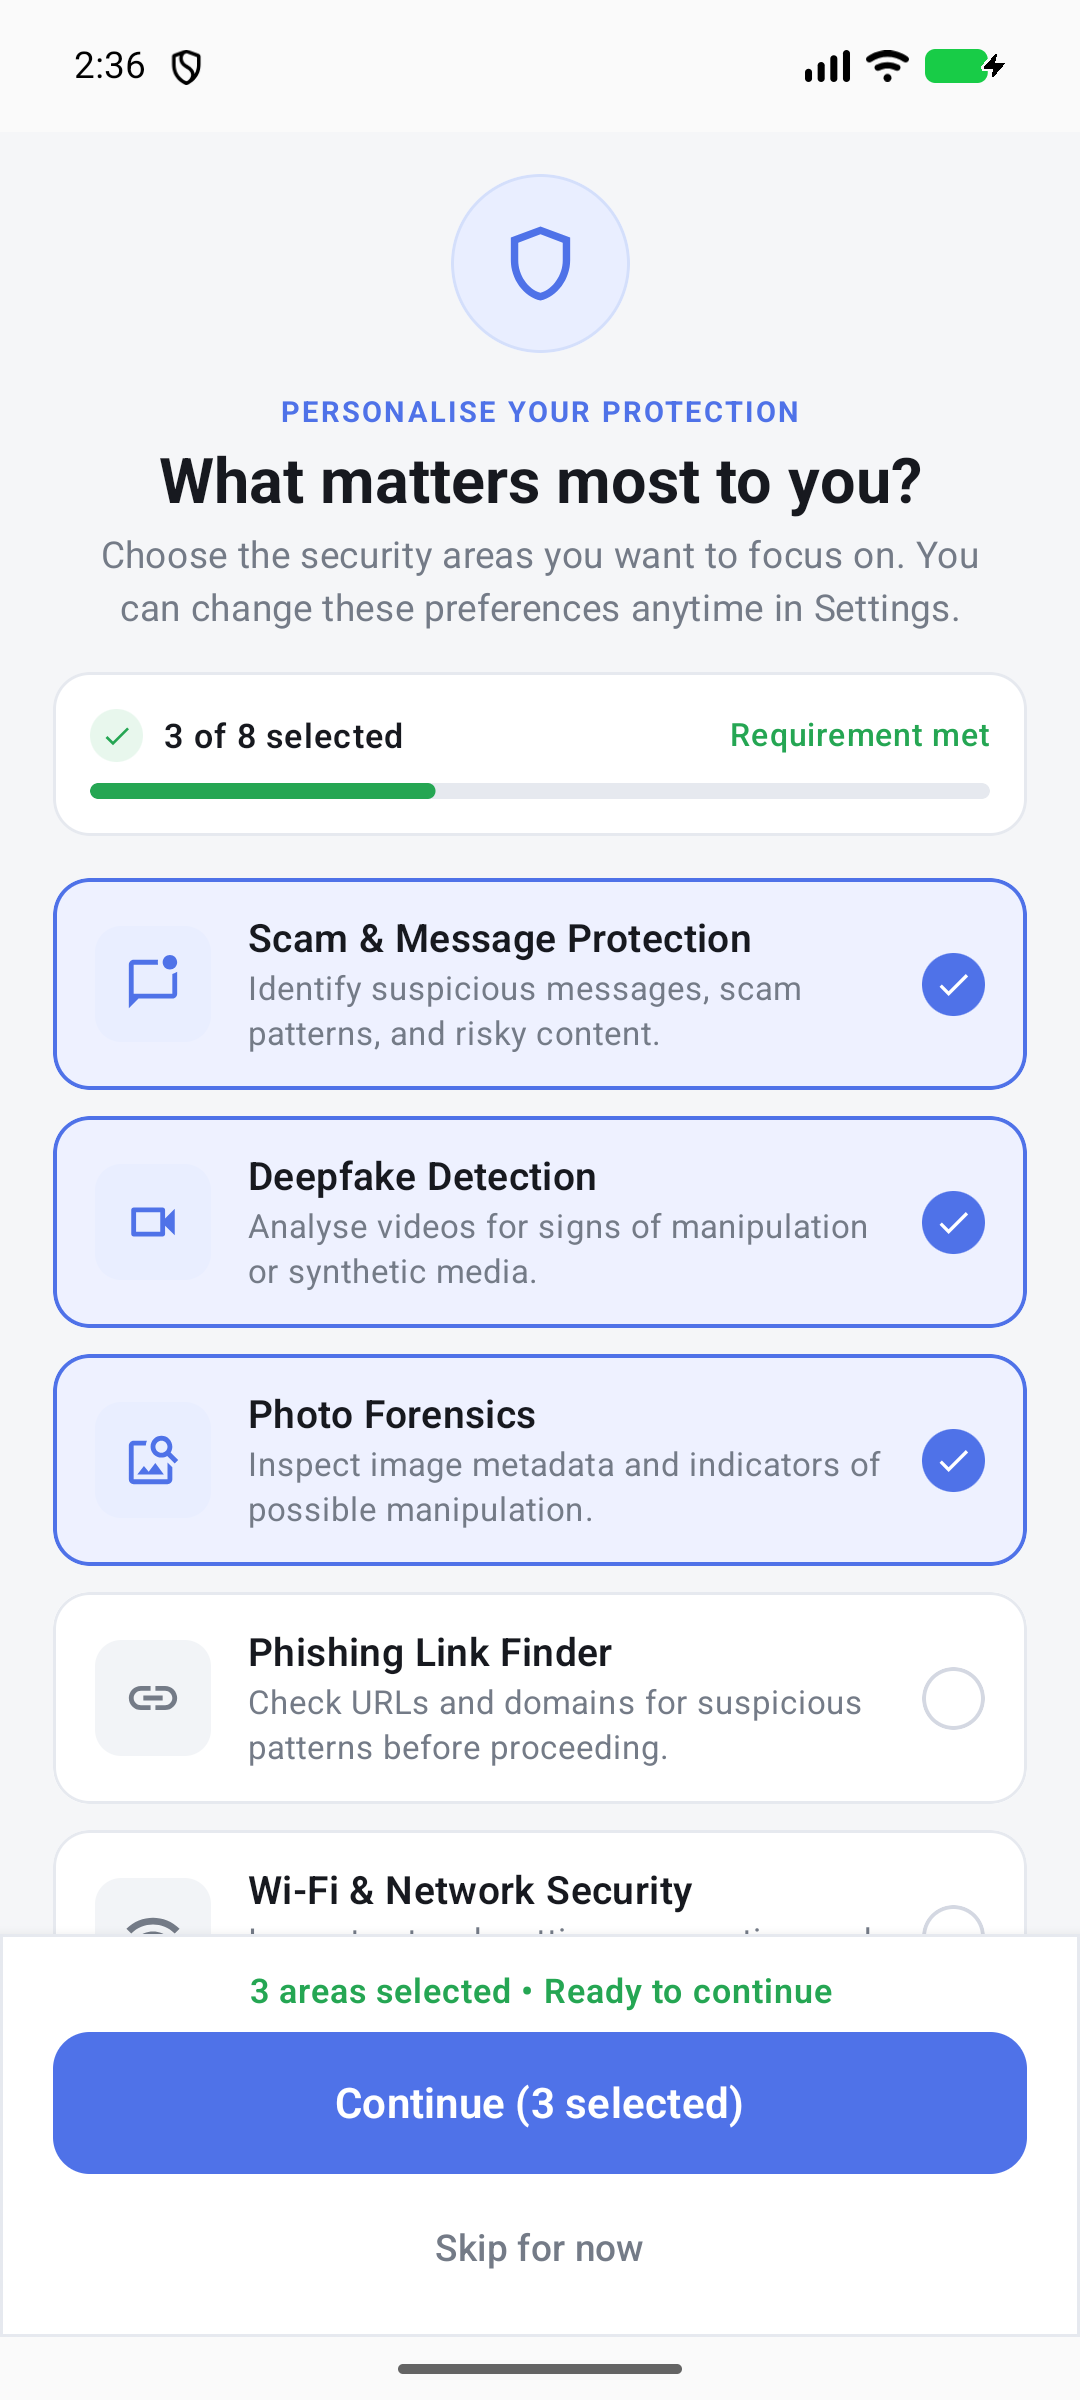 2:36
PERSONALISE YOUR PROTECTION
What matters most to you?
Choose the security areas you want to focus on. You
can change these preferences anytime in Settings.
3 of 8 selected
Requirement met
Scam & Message Protection
Identify suspicious messages, scam
patterns, and risky content.
Deepfake Detection
Analyse videos for signs of manipulation
or synthetic media.
Photo Forensics
Inspect image metadata and indicators of
possible manipulation.
Phishing Link Finder
Check URLs and domains for suspicious
patterns before proceeding.
Wi-Fi & Network Security
3 areas selected • Ready to continue
Continue (3 selected)
Skip for now